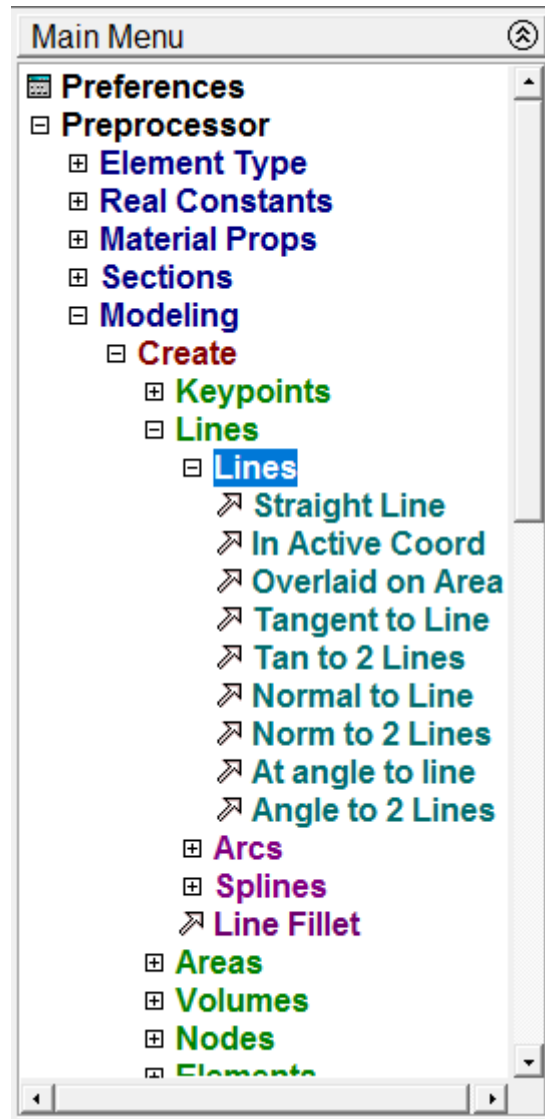 Main Menu
Preferences
Preprocessor
Element Type
Real Constants
Material Props
Sections
Modeling
Create
Keypoints
Lines
Lines
Straight Line
In Active Coord
Overlaid on Area
Tangent to Line
Tan to 2 Lines
Normal to Line
Norm to 2 Lines
At angle to line
Angle to 2 Lines
Arcs
Splines
Line Fillet
Areas
Volumes
Nodes
Elements